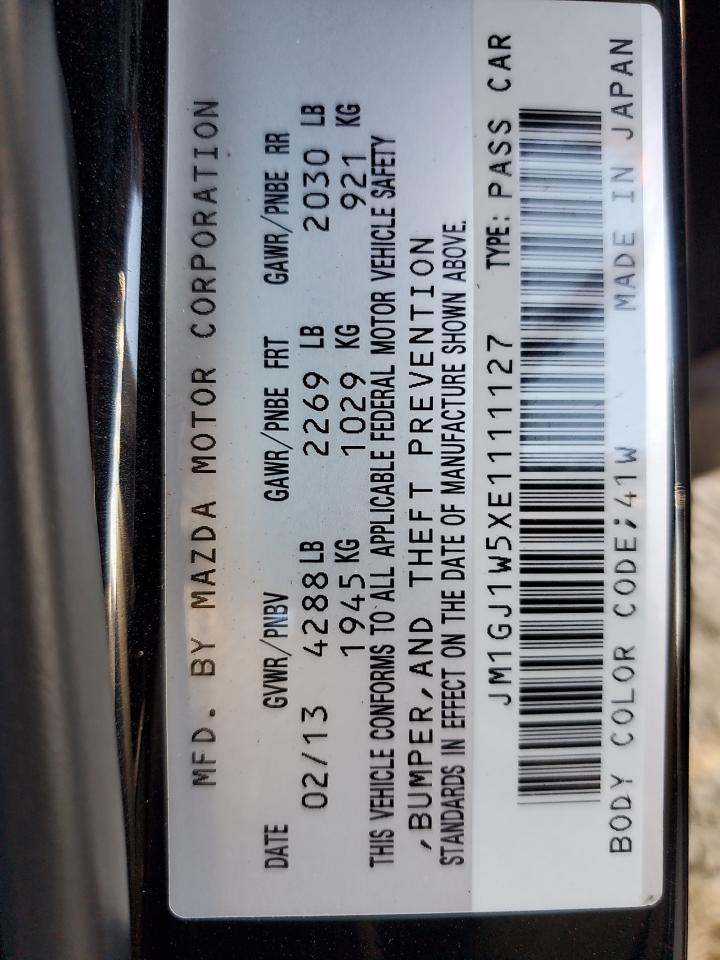 MFD. BY MAZDA MOTOR CORPORATION
DATE GVWR/PNBV GAWR/PNBE FRT GAWR/PNBE RR
02/13 4288 LB 2269 LB 2030 LB
1945 KG 1029 KG 921 KG
THIS VEHICLE CONFORMS TO ALL APPLICABLE FEDERAL MOTOR VEHICLE SAFETY
,BUMPER,AND THEFT PREVENTION
STANDARDS IN EFFECT ON THE DATE OF MANUFACTURE SHOWN ABOVE.
JM1GJ1W5XE1111127 TYPE: PASS CAR
BODY COLOR CODE;41W MADE IN JAPAN